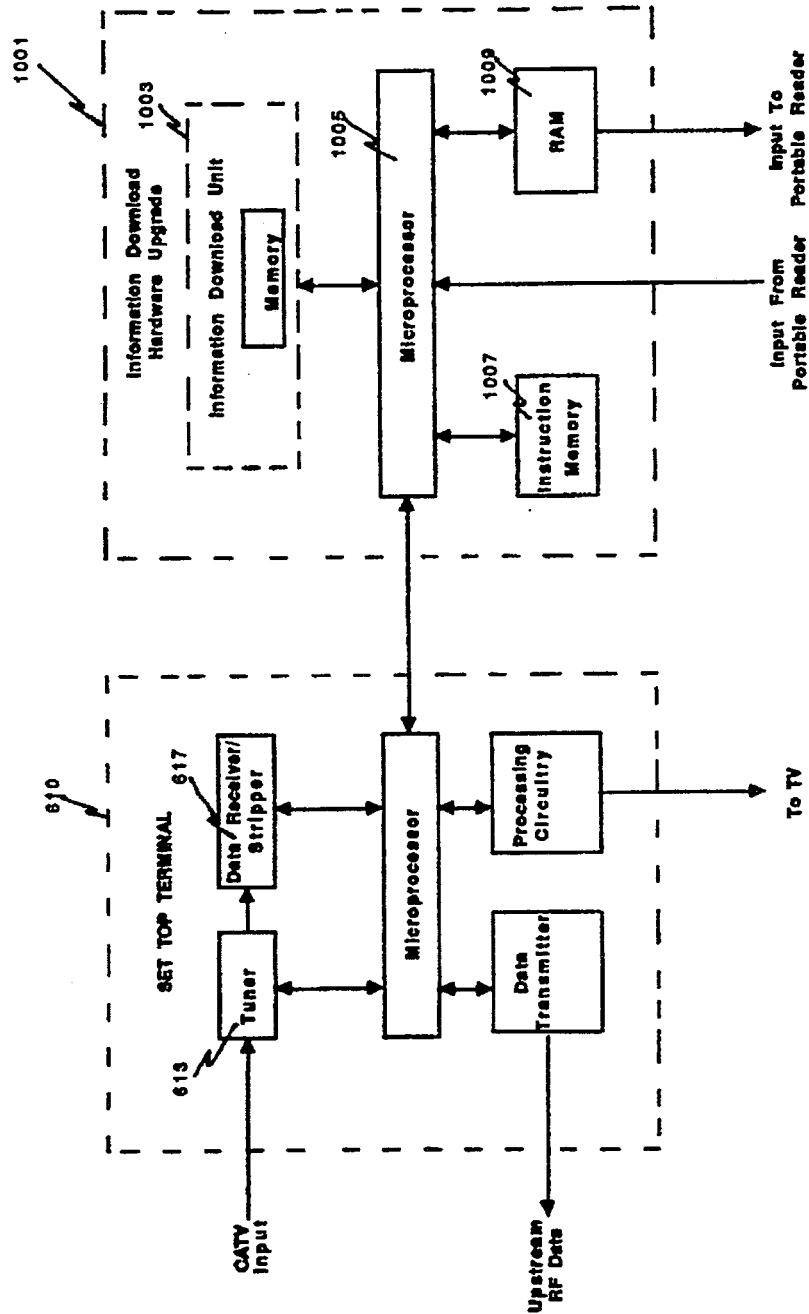 610
SET TOP TERMINAL
CATV
Input
613
Tuner
617
Data Receiver/
Stripper
Microprocessor
Data
Transmitter
Processing
Circuitry
Upstream
RF Data
To TV
1001
Information Download
Hardware Upgrade
1003
Information Download Unit
Memory
1005
Microprocessor
1007
Instruction
Memory
1009
RAM
Input From
Portable Reader
Input To
Portable Reader